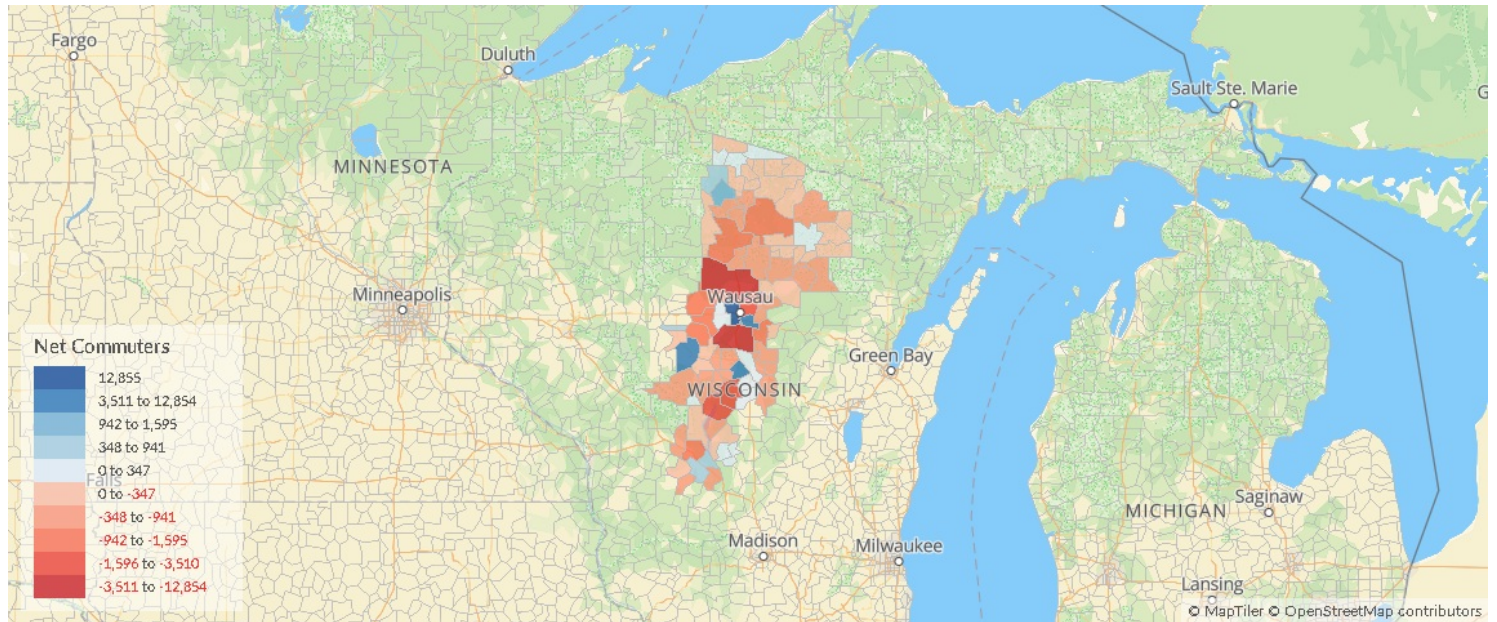 Fargo
Duluth
Sault Ste. Marie
G
MINNESOTA
Minneapolis
Wausau
Green Bay
WISCONSIN
Net Commuters
12,855
3,511 to 12,854
942 to 1,595
348 to 941
0 to 347
Falls
0 to -347
-348 to -941
-942 to -1,595
-1,596 to -3,510
-3,511 to -12,854
Saginaw
MICHIGAN
Madison
Milwaukee
Lansing
© MapTiler © OpenStreetMap contributors